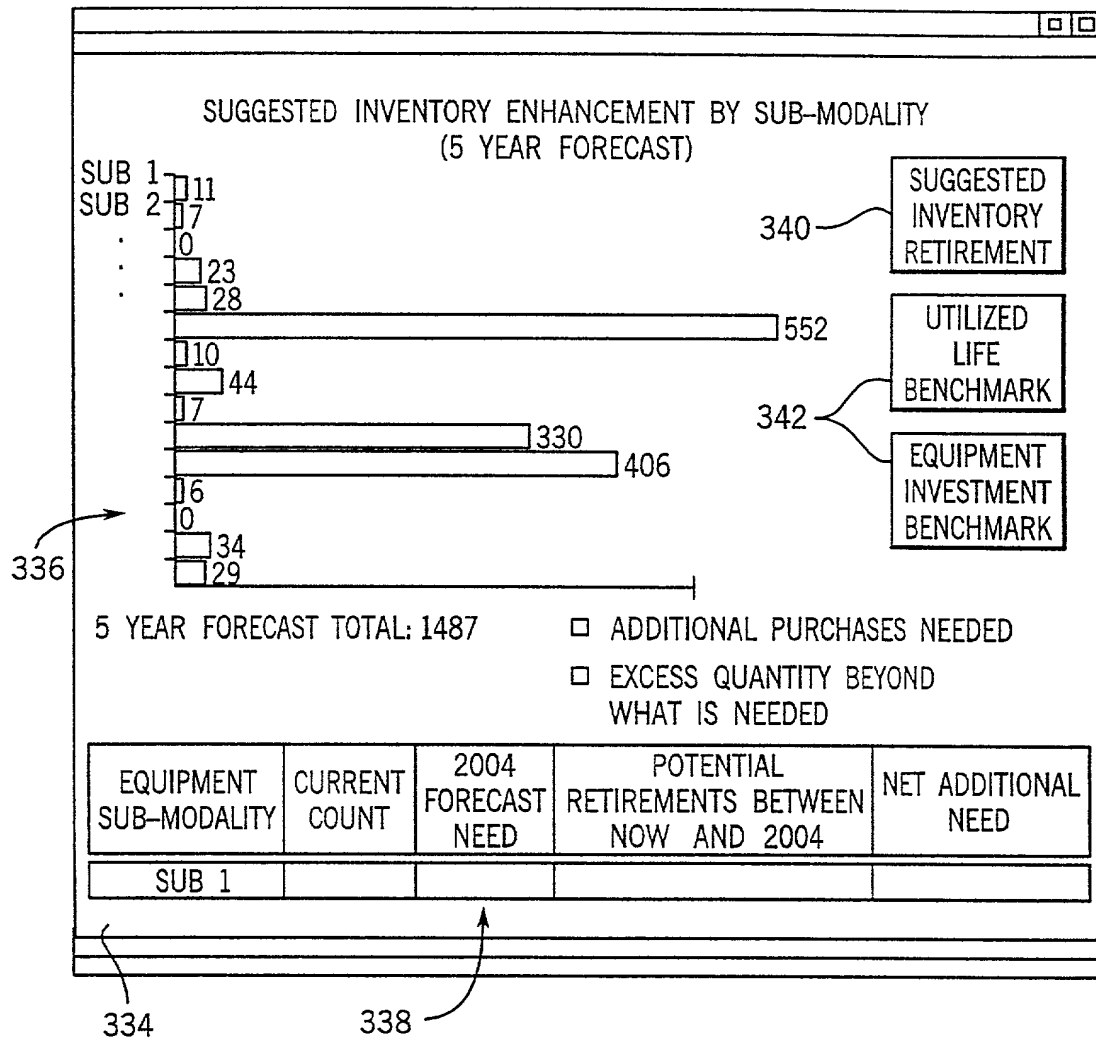 SUGGESTED INVENTORY ENHANCEMENT BY SUB-MODALITY
(5 YEAR FORECAST)
SUB 1
11
SUB 2
7
0
23
28
552
10
44
7
330
406
6
0
34
29
336
340
SUGGESTED
INVENTORY
RETIREMENT
342
UTILIZED
LIFE
BENCHMARK
EQUIPMENT
INVESTMENT
BENCHMARK
5 YEAR FORECAST TOTAL: 1487
ADDITIONAL PURCHASES NEEDED
EXCESS QUANTITY BEYOND
WHAT IS NEEDED
EQUIPMENT
SUB-MODALITY
CURRENT
COUNT
2004
FORECAST
NEED
POTENTIAL
RETIREMENTS BETWEEN
NOW AND 2004
NET ADDITIONAL
NEED
SUB 1
334
338